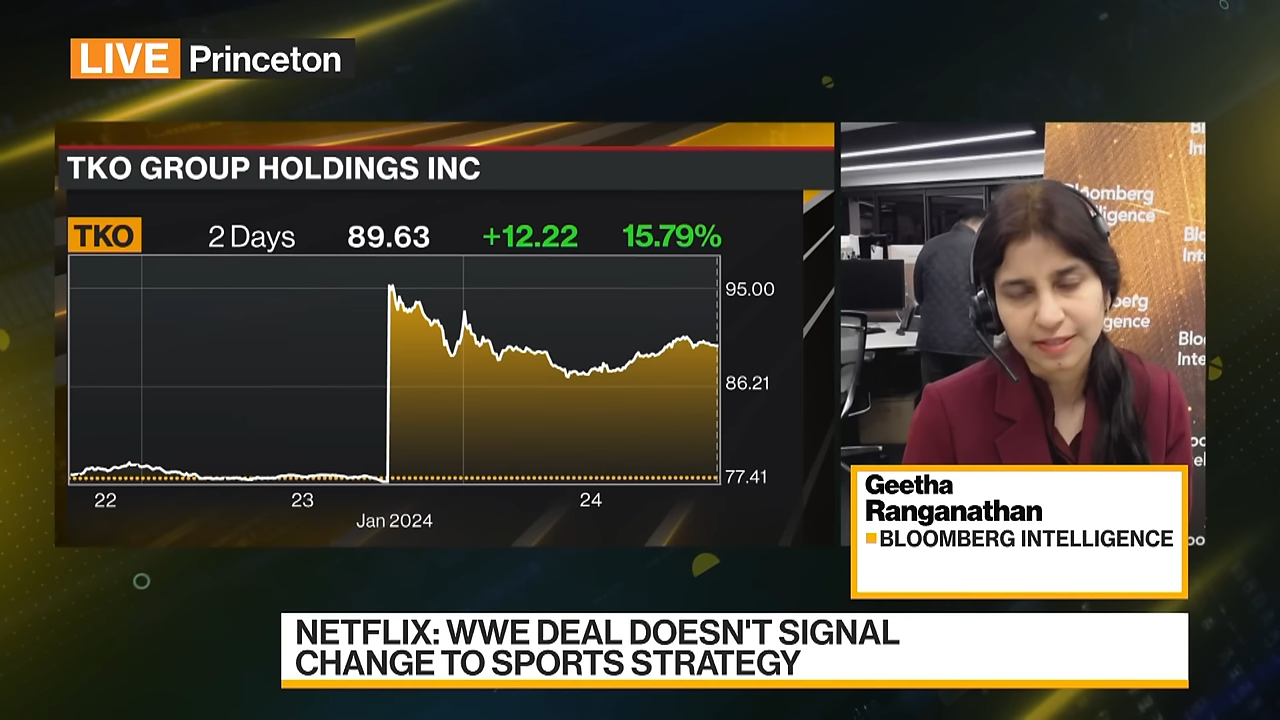 LIVE Princeton
TKO GROUP HOLDINGS INC
TKO 2 Days 89.63 +12.22 15.79%
95.00
86.21
77.41
22 23 24
Jan 2024
Bloomberg
Intelligence
Geetha
Ranganathan
BLOOMBERG INTELLIGENCE
NETFLIX: WWE DEAL DOESN'T SIGNAL
CHANGE TO SPORTS STRATEGY